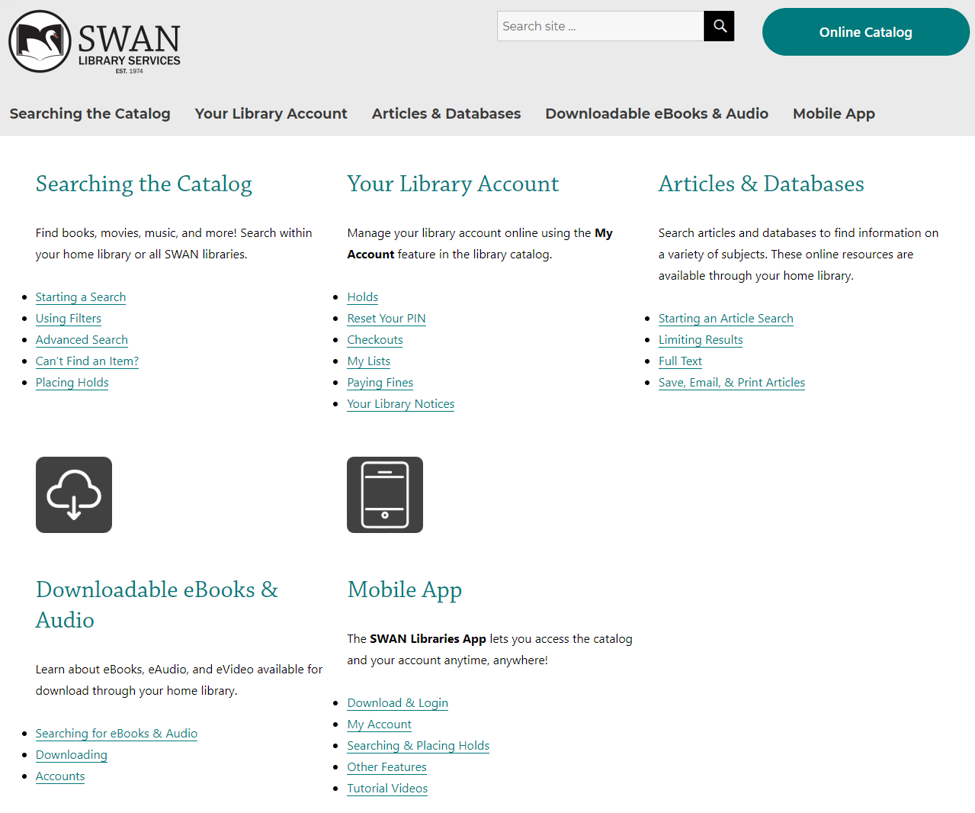 SWAN
LIBRARY SERVICES
EST. 1974
Search site ...
Online Catalog
Searching the Catalog
Your Library Account
Articles & Databases
Downloadable eBooks & Audio
Mobile App
Searching the Catalog
Find books, movies, music, and more! Search within
your home library or all SWAN libraries.
Starting a Search
Using Filters
Advanced Search
Can't Find an Item?
Placing Holds
Your Library Account
Manage your library account online using the My
Account feature in the library catalog.
Holds
Reset Your PIN
Checkouts
My Lists
Paying Fines
Your Library Notices
Articles & Databases
Search articles and databases to find information on
a variety of subjects. These online resources are
available through your home library.
Starting an Article Search
Limiting Results
Full Text
Save, Email, & Print Articles
Downloadable eBooks &
Audio
Learn about eBooks, eAudio, and eVideo available for
download through your home library.
Searching for eBooks & Audio
Downloading
Accounts
Mobile App
The SWAN Libraries App lets you access the catalog
and your account anytime, anywhere!
Download & Login
My Account
Searching & Placing Holds
Other Features
Tutorial Videos